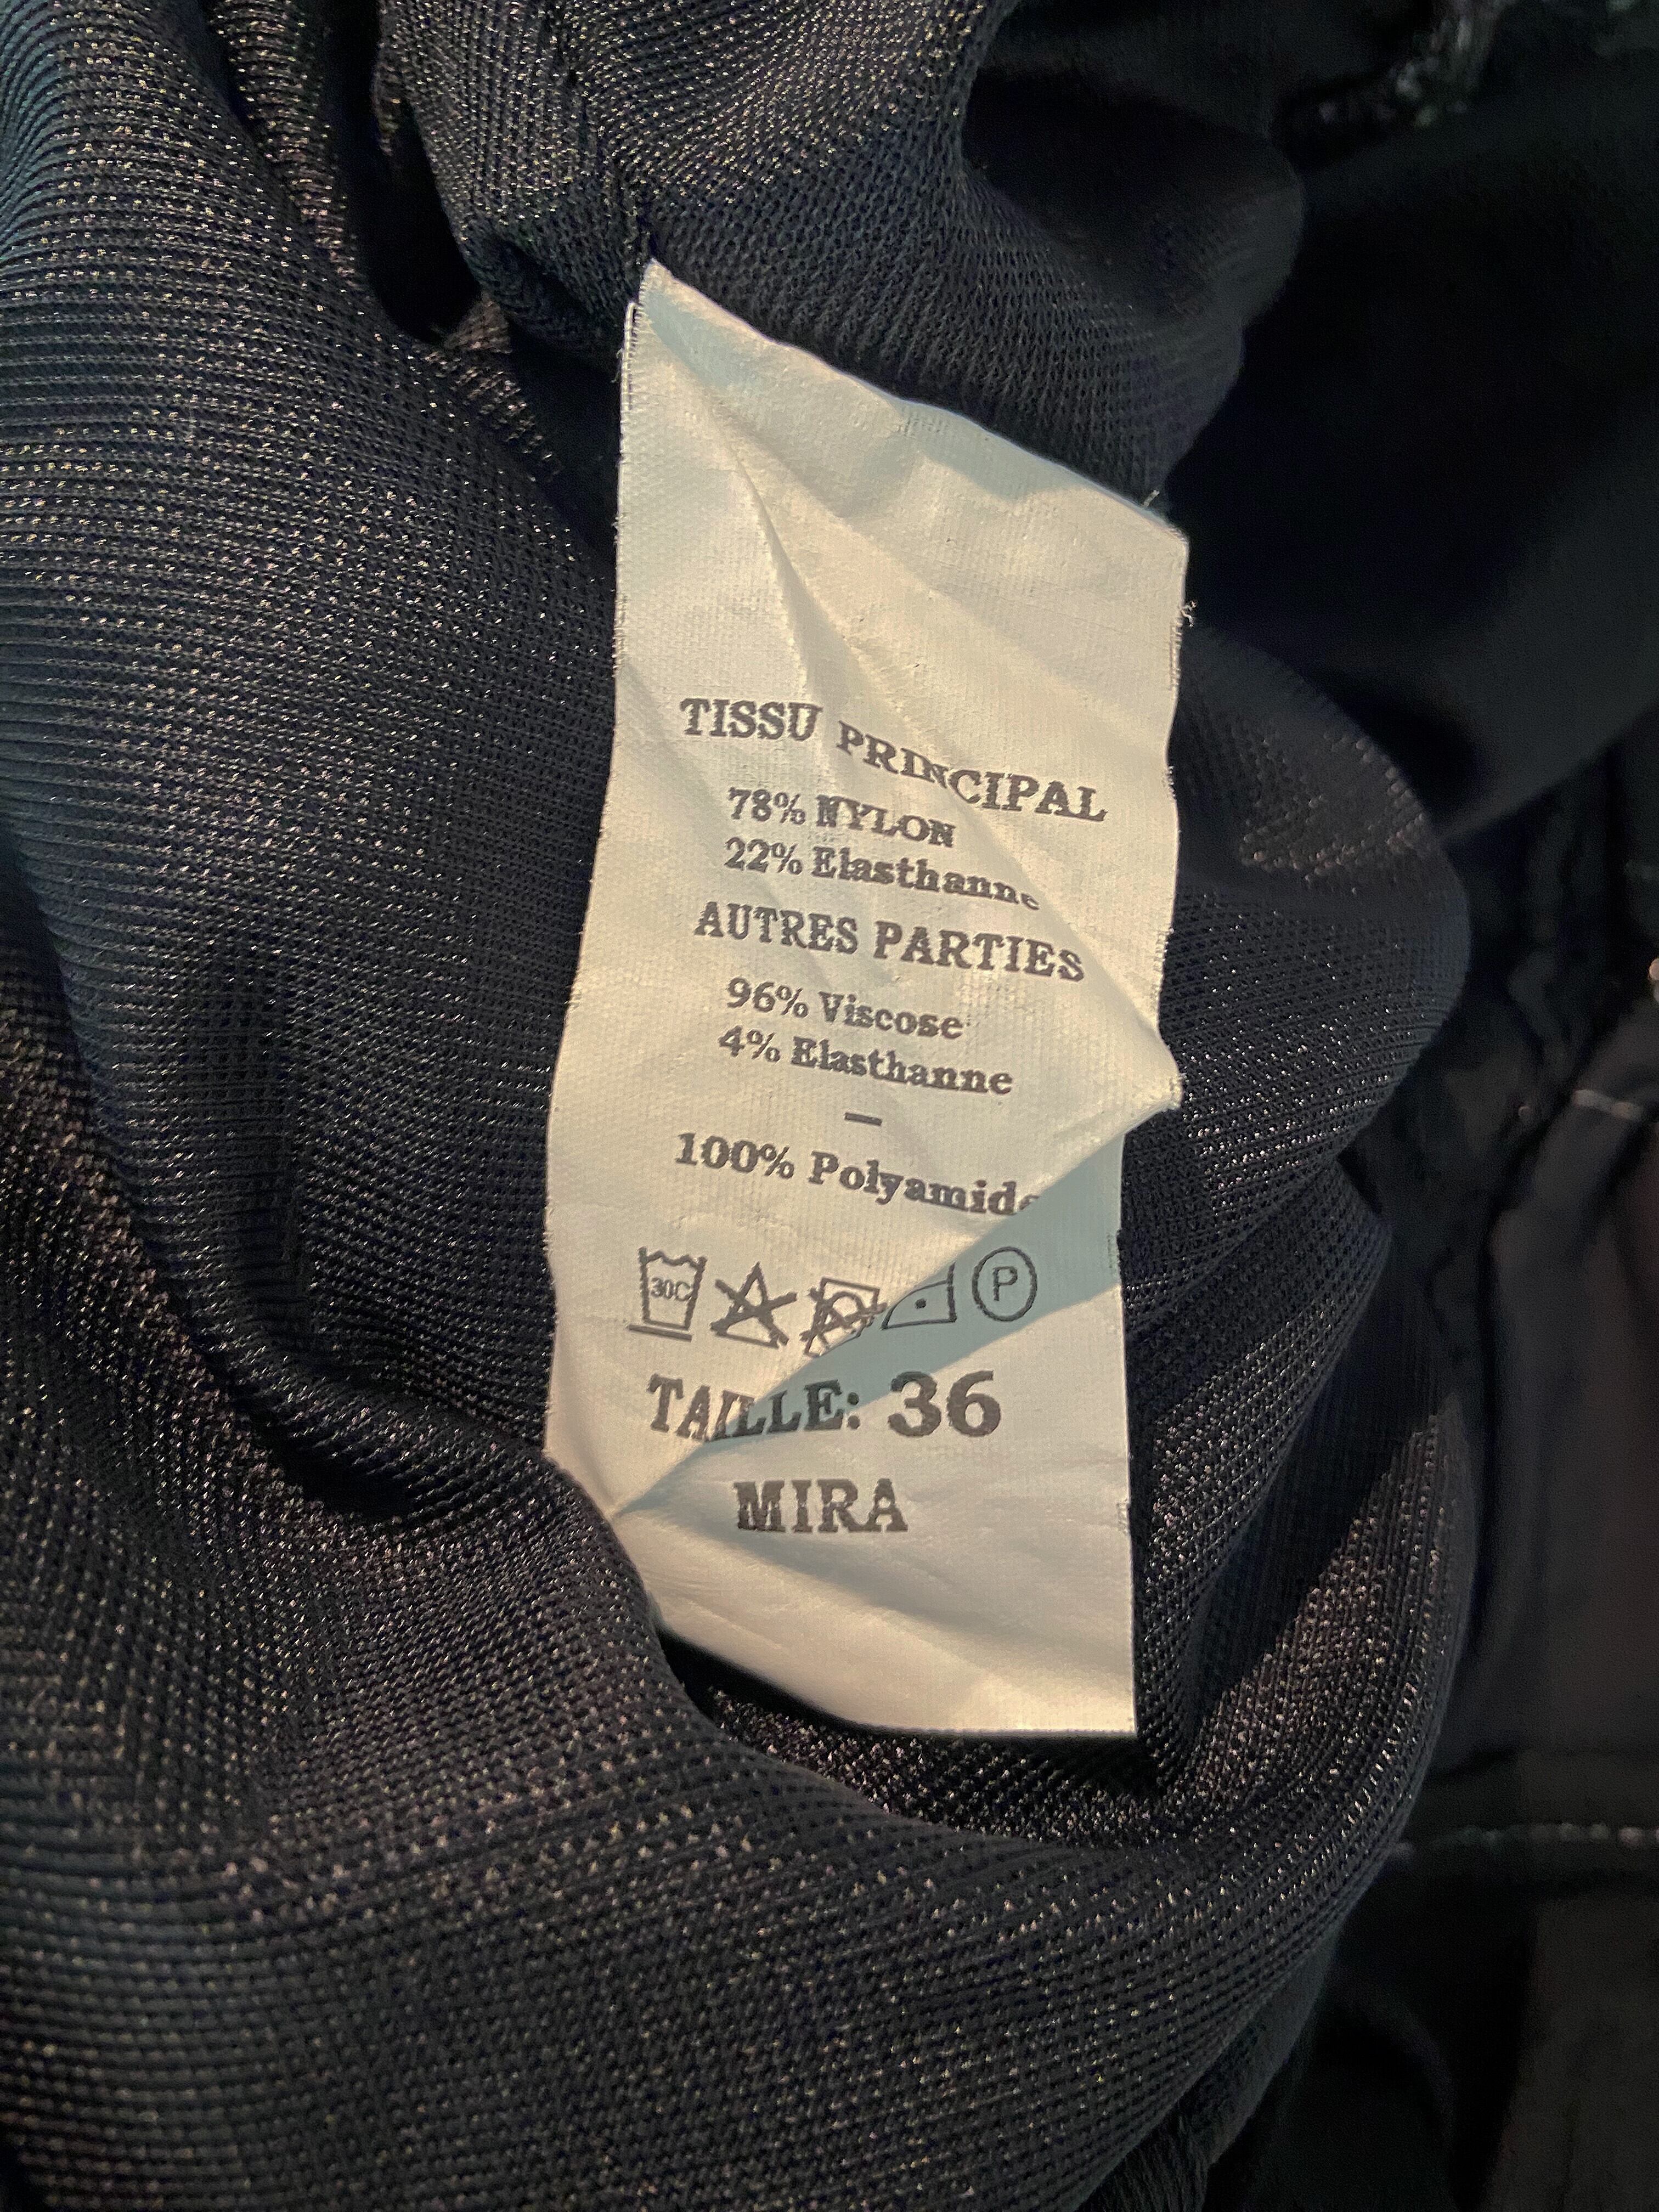 TISSU PRINCIPAL
78% NYLON
22% Elasthanne
AUTRES PARTIES
96% Viscose
4% Elasthanne
–
100% Polyamide
30C P
TAILLE: 36
MIRA